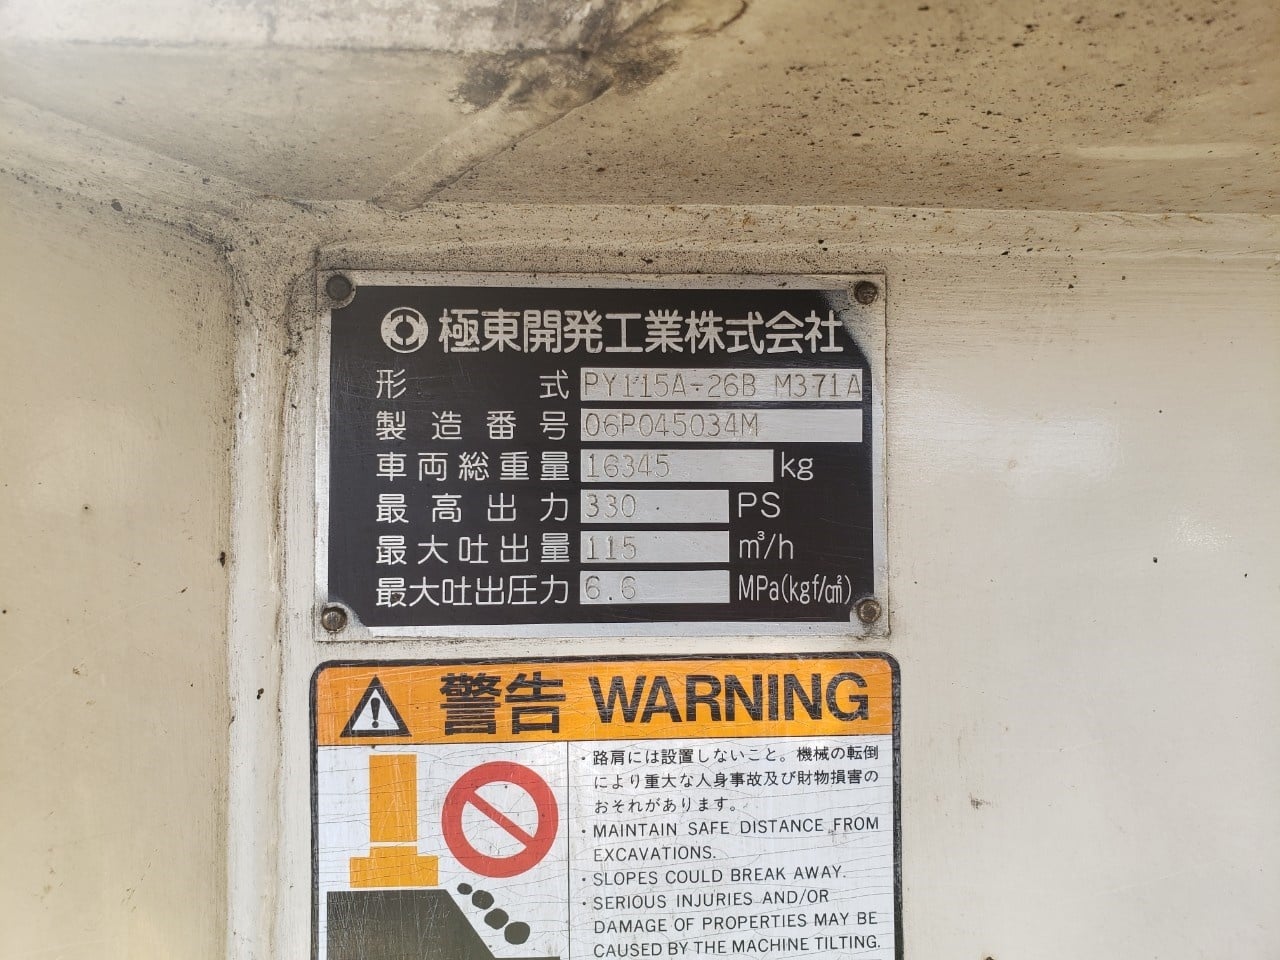 極東開発工業株式会社
形式 PY115A-26B M371A
製造番号 06P045034M
車両総重量 16345 kg
最高出力 330 PS
最大吐出量 115 m³/h
最大吐出圧力 6.6 MPa(kgf/c㎡)
警告 WARNING
・路肩には設置しないこと。機械の転倒
により重大な人身事故及び財物損害の
おそれがあります。
・MAINTAIN SAFE DISTANCE FROM
EXCAVATIONS.
・SLOPES COULD BREAK AWAY.
・SERIOUS INJURIES AND/OR
DAMAGE OF PROPERTIES MAY BE
CAUSED BY THE MACHINE TILTING.